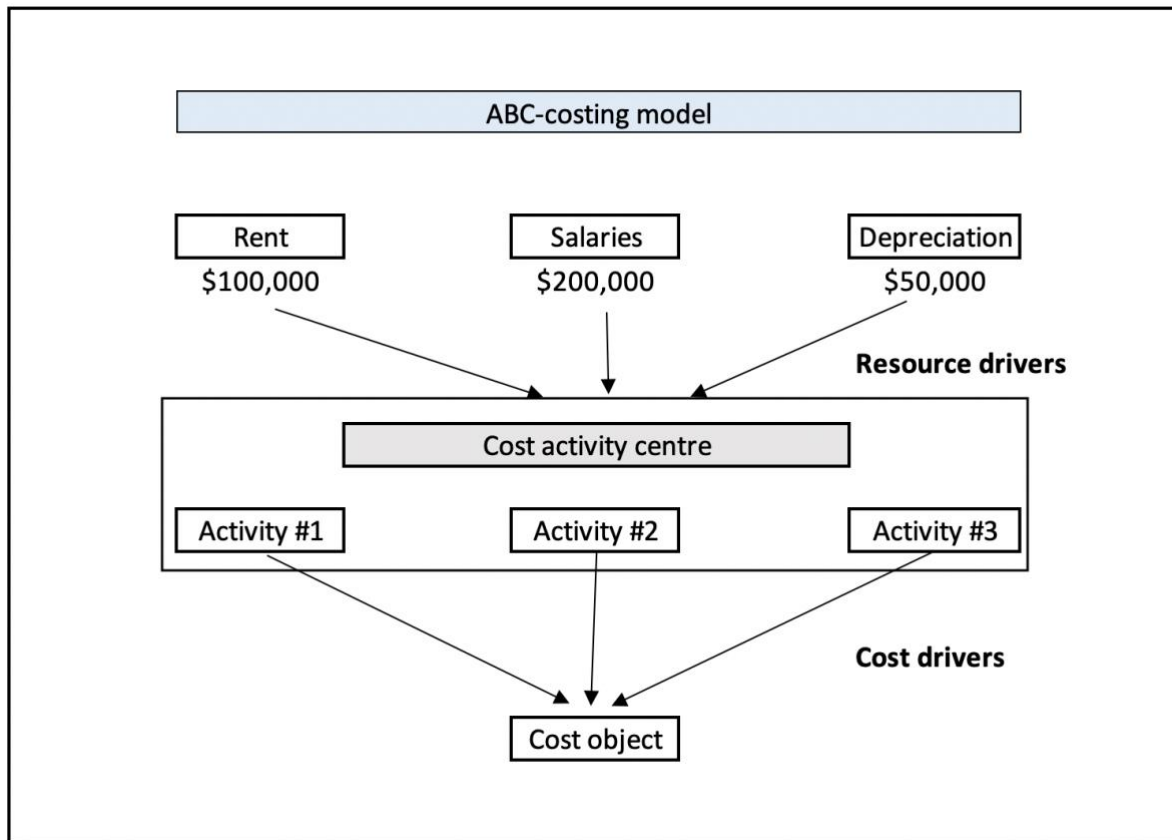 ABC-costing model
Rent Salaries Depreciation
$100,000 $200,000 $50,000
Resource drivers
Cost activity centre
Activity #1 Activity #2 Activity #3
Cost drivers
Cost object